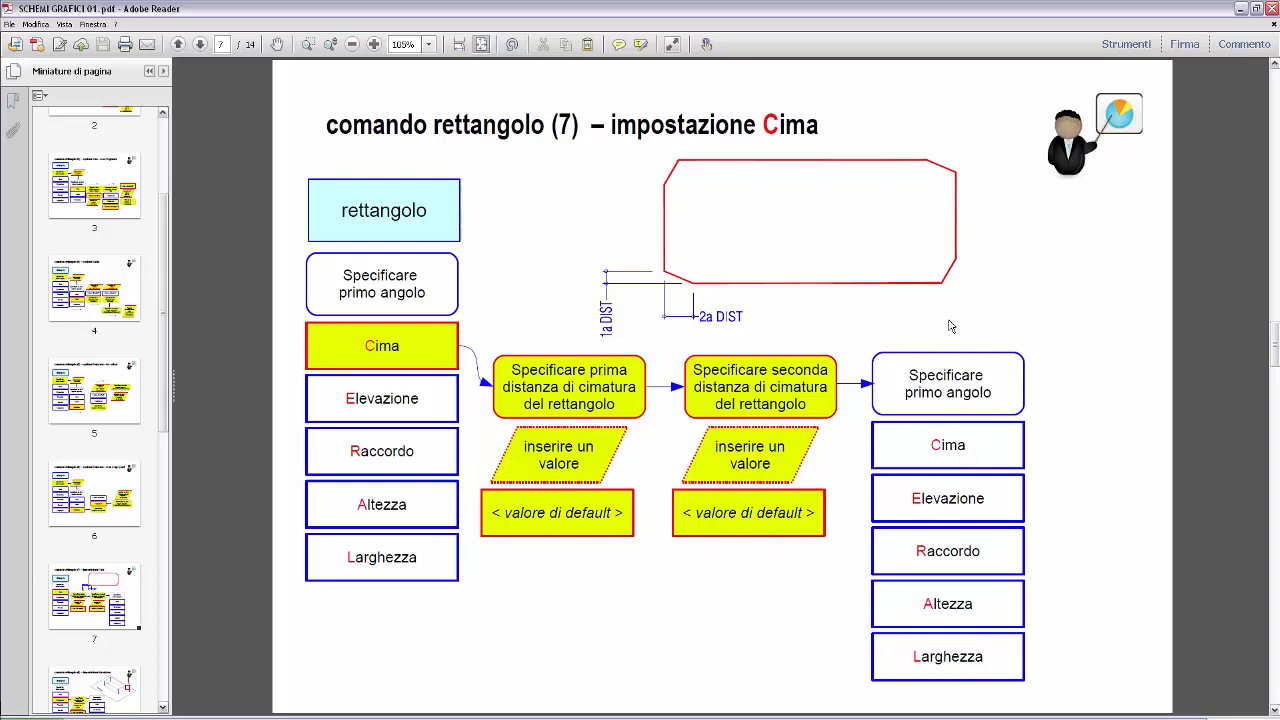 SCHEMI GRAFICI 01.pdf - Adobe Reader
File Modifica Vista Finestra ?
7 / 14 105%
Strumenti Firma Commento
Miniature di pagina
2
3
4
5
6
7
comando rettangolo (7) – impostazione Cima
rettangolo
Specificare
primo angolo
Cima
Elevazione
Raccordo
Altezza
Larghezza
1a DIST
2a DIST
Specificare prima
distanza di cimatura
del rettangolo
inserire un
valore
< valore di default >
Specificare seconda
distanza di cimatura
del rettangolo
inserire un
valore
< valore di default >
Specificare
primo angolo
Cima
Elevazione
Raccordo
Altezza
Larghezza